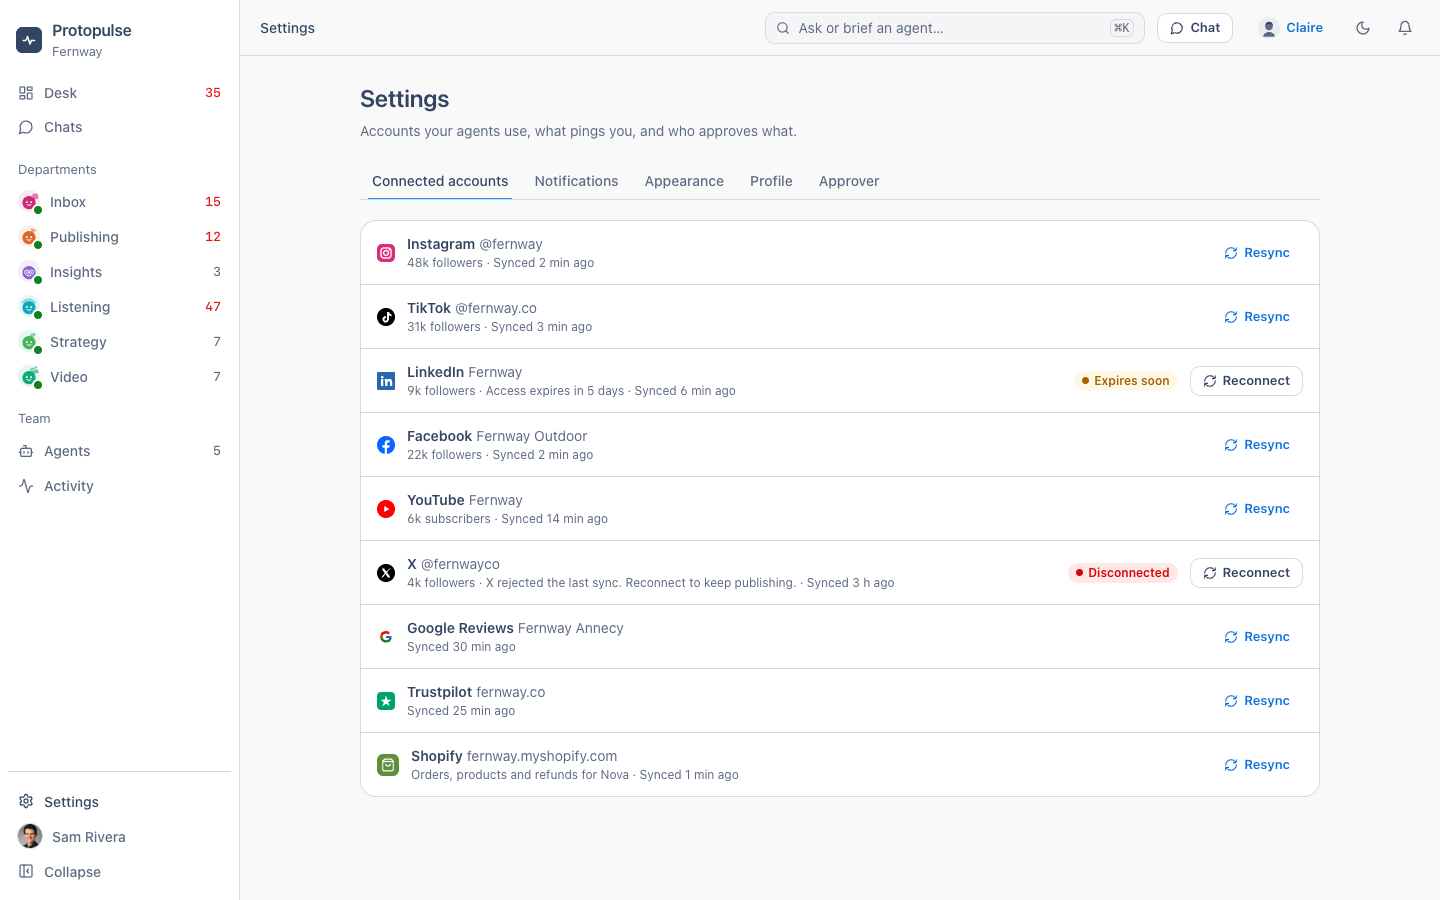 Protopulse
Fernway
Desk 35
Chats
Departments
Inbox 15
Publishing 12
Insights 3
Listening 47
Strategy 7
Video 7
Team
Agents 5
Activity
Settings
Sam Rivera
Collapse
Settings
Ask or brief an agent... ⌘K
Chat
Claire
Settings
Accounts your agents use, what pings you, and who approves what.
Connected accounts Notifications Appearance Profile Approver
Instagram @fernway
48k followers · Synced 2 min ago
Resync
TikTok @fernway.co
31k followers · Synced 3 min ago
Resync
LinkedIn Fernway
9k followers · Access expires in 5 days · Synced 6 min ago
Expires soon Reconnect
Facebook Fernway Outdoor
22k followers · Synced 2 min ago
Resync
YouTube Fernway
6k subscribers · Synced 14 min ago
Resync
X @fernwayco
4k followers · X rejected the last sync. Reconnect to keep publishing. · Synced 3 h ago
Disconnected Reconnect
Google Reviews Fernway Annecy
Synced 30 min ago
Resync
Trustpilot fernway.co
Synced 25 min ago
Resync
Shopify fernway.myshopify.com
Orders, products and refunds for Nova · Synced 1 min ago
Resync